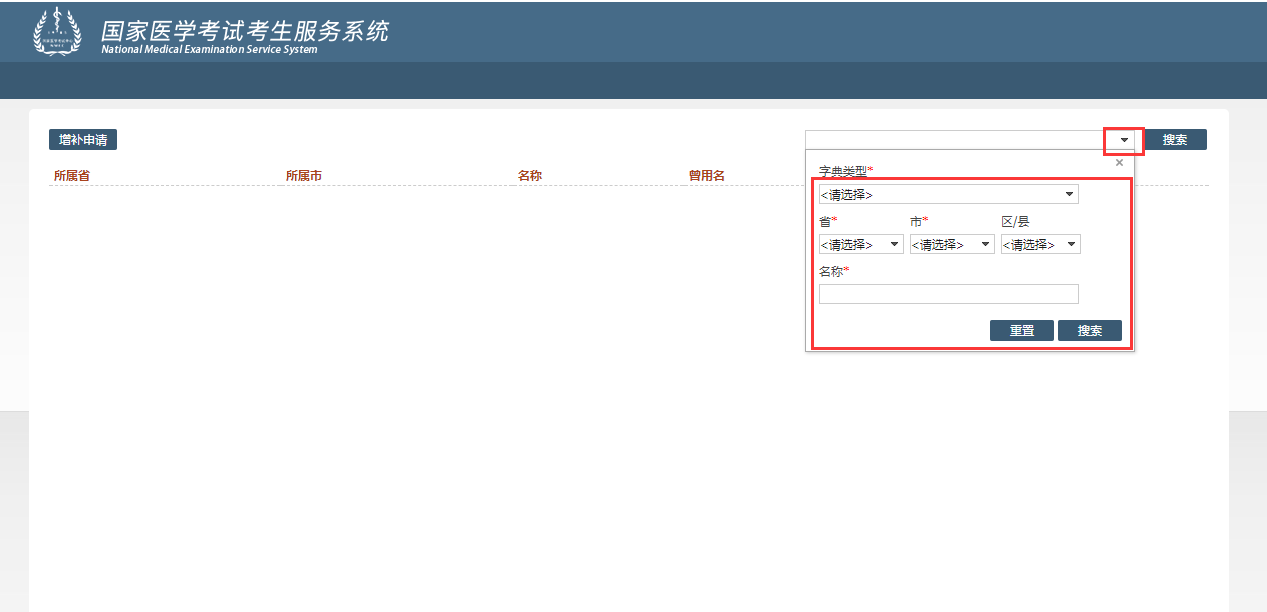 国家医学考试考生服务系统
National Medical Examination Service System
增补申请
搜索
所属省 所属市 名称 曾用名
×
字典类型*
<请选择>
省* 市* 区/县
<请选择> <请选择> <请选择>
名称*
重置 搜索